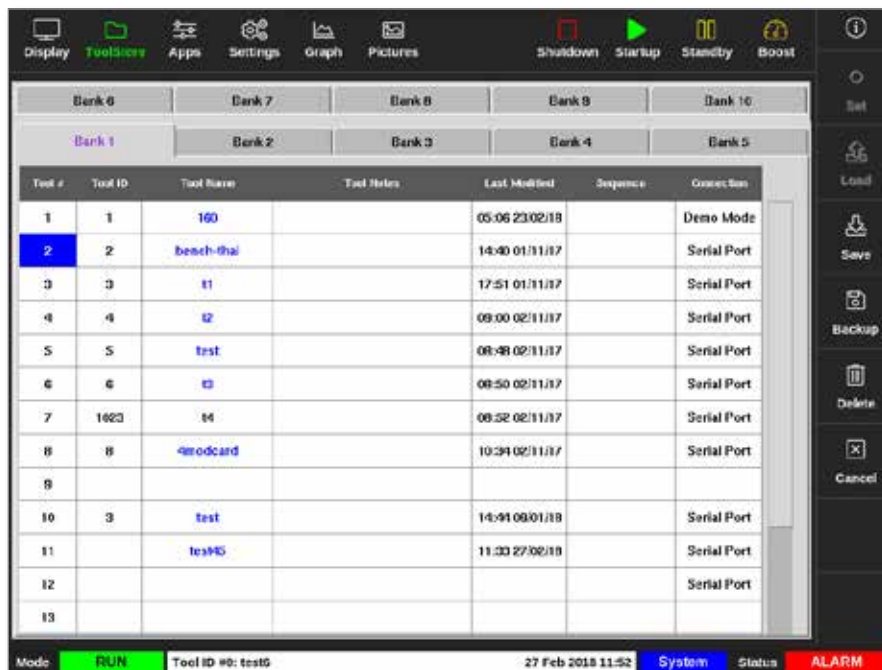 Display ToolStore Apps Settings Graph Pictures Shutdown Startup Standby Boost
Bank 6 Bank 7 Bank 8 Bank 9 Bank 10
Bank 1 Bank 2 Bank 3 Bank 4 Bank 5
Tool # Tool ID Tool Name Tool Notes Last Modified Sequence Connection
1 1 160 05:06 23/02/18 Demo Mode
2 2 bench-thai 14:40 01/11/17 Serial Port
3 3 t1 17:51 01/11/17 Serial Port
4 4 t2 08:00 02/11/17 Serial Port
5 5 test 08:48 02/11/17 Serial Port
6 6 t3 08:50 02/11/17 Serial Port
7 1623 t4 08:52 02/11/17 Serial Port
8 8 4modcard 10:34 02/11/17 Serial Port
9
10 3 test 14:44 Serial Port
11 test45 11:33 27/02/18 Serial Port
12 Serial Port
13
Set
Load
Save
Backup
Delete
Cancel
Mode RUN Tool ID #0: test6 27 Feb 2018 11:52 System Status ALARM